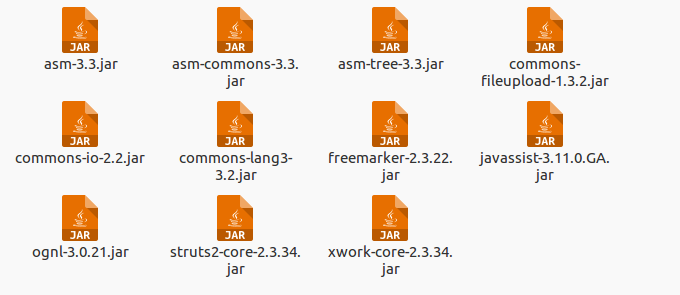 JAR JAR JAR JAR
asm-3.3.jar asm-commons-3.3.jar asm-tree-3.3.jar commons-fileupload-1.3.2.jar
JAR JAR JAR JAR
commons-io-2.2.jar commons-lang3-3.2.jar freemarker-2.3.22.jar javassist-3.11.0.GA.jar
JAR JAR JAR
ognl-3.0.21.jar struts2-core-2.3.34.jar xwork-core-2.3.34.jar